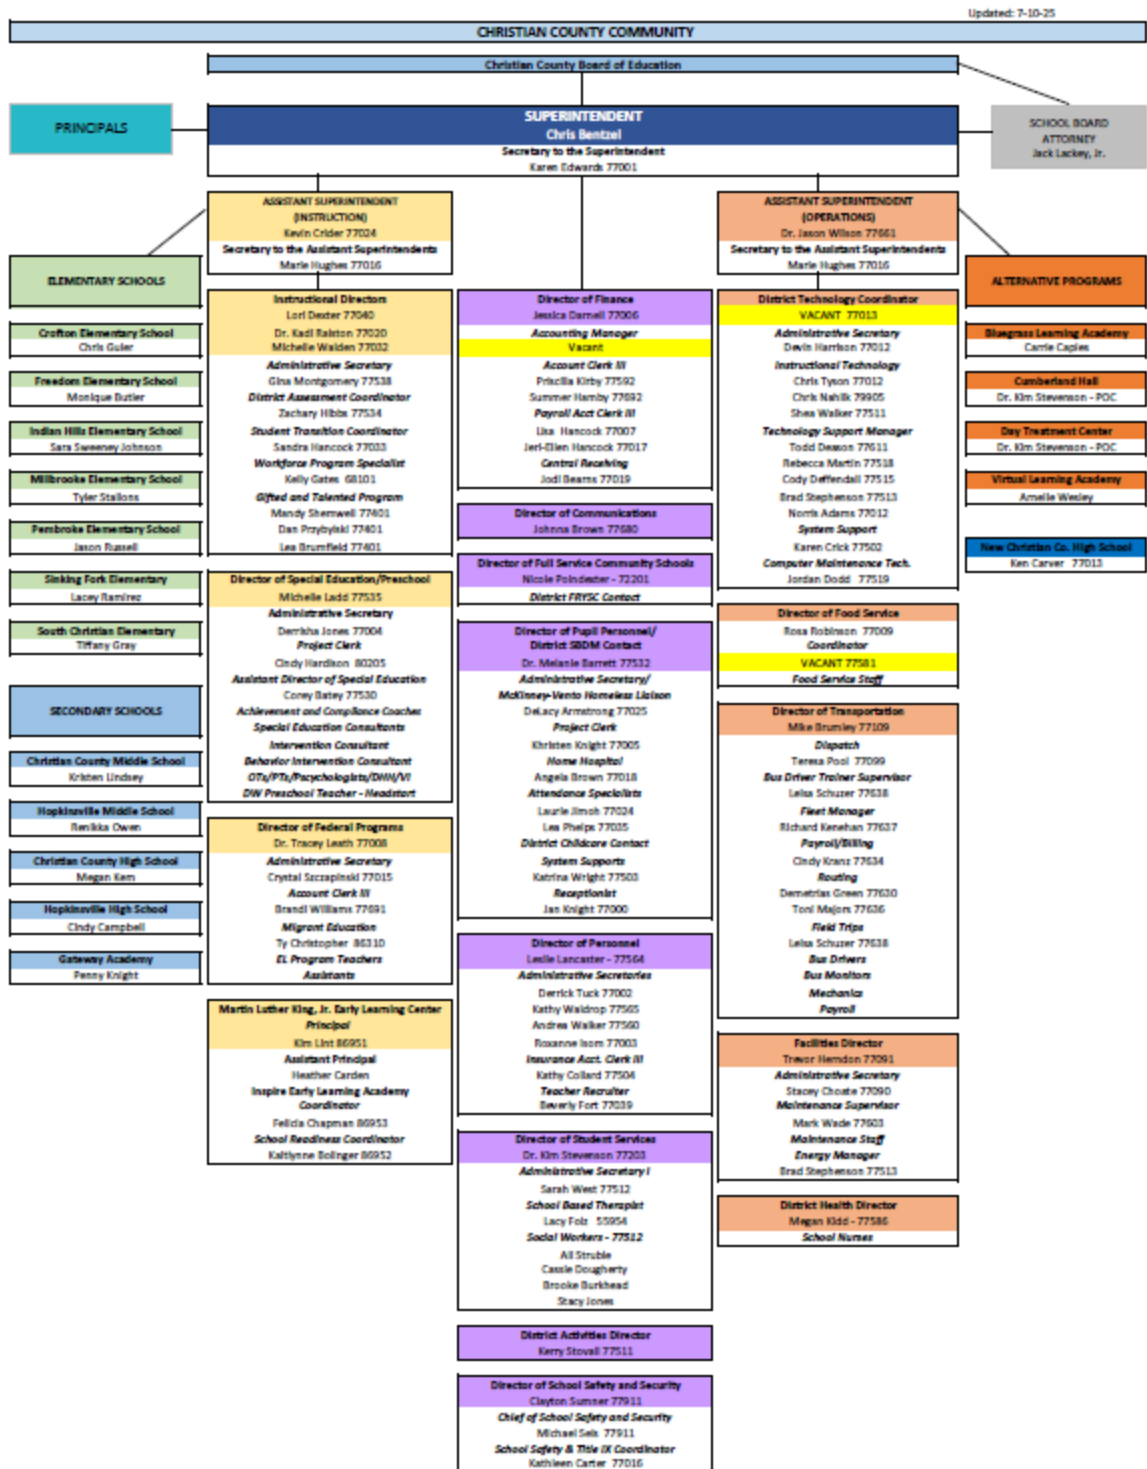 Updated: 7-10-25
CHRISTIAN COUNTY COMMUNITY
Christian County Board of Education
PRINCIPALS
SUPERINTENDENT
Chris Bentzel
Secretary to the Superintendent
Karen Edwards 77001
SCHOOL BOARD
ATTORNEY
Jack Lackey, Jr.
ASSISTANT SUPERINTENDENT
(INSTRUCTION)
Kevin Crider 77024
Secretary to the Assistant Superintendents
Marie Hughes 77016
ASSISTANT SUPERINTENDENT
(OPERATIONS)
Dr. Jason Wilson 77661
Secretary to the Assistant Superintendents
Marie Hughes 77016
ELEMENTARY SCHOOLS
Crofton Elementary School
Chris Guier
Freedom Elementary School
Monique Butler
Indian Hills Elementary School
Sara Sweeney Johnson
Millbrooke Elementary School
Tyler Stallons
Pembroke Elementary School
Jason Russell
Sinking Fork Elementary
Lacey Ramirez
South Christian Elementary
Tiffany Gray
SECONDARY SCHOOLS
Christian County Middle School
Kristen Lindsey
Hopkinsville Middle School
Renikka Owen
Christian County High School
Megan Kem
Hopkinsville High School
Cindy Campbell
Gateway Academy
Penny Knight
Instructional Directors
Lori Dexter 77040
Dr. Kadi Ralston 77020
Michelle Walden 77032
Administrative Secretary
Gina Montgomery 77538
District Assessment Coordinator
Zachary Hibbs 77534
Student Transition Coordinator
Sandra Hancock 77033
Workforce Program Specialist
Kelly Gates 68101
Gifted and Talented Program
Mandy Shemwell 77401
Dan Przybylski 77401
Lea Brumfield 77401
Director of Special Education/Preschool
Michelle Ladd 77535
Administrative Secretary
Derrisha Jones 77004
Project Clerk
Cindy Hardison 80205
Assistant Director of Special Education
Corey Batey 77530
Achievement and Compliance Coaches
Special Education Consultants
Intervention Consultant
Behavior Intervention Consultant
OTs/PTs/Pscychologists/DHH/VI
DW Preschool Teacher - Headstart
Director of Federal Programs
Dr. Tracey Leath 77008
Administrative Secretary
Crystal Szczapinski 77015
Account Clerk III
Brandi Williams 77691
Migrant Education
Ty Christopher 86310
EL Program Teachers
Assistants
Martin Luther King, Jr. Early Learning Center
Principal
Kim Lint 86951
Assistant Principal
Heather Carden
Inspire Early Learning Academy
Coordinator
Felicia Chapman 86953
School Readiness Coordinator
Kaitlynne Bolinger 86952
Director of Finance
Jessica Darnell 77006
Accounting Manager
Vacant
Account Clerk III
Priscilla Kirby 77592
Summer Hamby 77692
Payroll Acct Clerk III
Lisa Hancock 77007
Jeri-Ellen Hancock 77017
Central Receiving
Jodi Bearns 77019
Director of Communications
Johnna Brown 77680
Director of Full Service Community Schools
Nicole Poindexter - 72201
District FRYSC Contact
Director of Pupil Personnel/
District SBDM Contact
Dr. Melanie Barrett 77532
Administrative Secretary/
McKinney-Vento Homeless Liaison
DeLacy Armstrong 77025
Project Clerk
Khristen Knight 77005
Home Hospital
Angela Brown 77018
Attendance Specialists
Laurie Jimoh 77024
Lea Phelps 77035
District Childcare Contact
System Supports
Katrina Wright 77503
Receptionist
Jan Knight 77000
Director of Personnel
Leslie Lancaster - 77564
Administrative Secretaries
Derrick Tuck 77002
Kathy Waldrop 77565
Andrea Walker 77560
Roxanne Isom 77003
Insurance Acct. Clerk III
Kathy Collard 77504
Teacher Recruiter
Beverly Fort 77039
Director of Student Services
Dr. Kim Stevenson 77203
Administrative Secretary I
Sarah West 77512
School Based Therapist
Lacy Folz 55954
Social Workers - 77512
Ali Struble
Cassie Dougherty
Brooke Burkhead
Stacy Jones
District Activities Director
Kerry Stovall 77511
Director of School Safety and Security
Clayton Sumner 77911
Chief of School Safety and Security
Michael Seis 77911
School Safety & Title IX Coordinator
Kathleen Carter 77016
District Technology Coordinator
VACANT 77013
Administrative Secretary
Devin Harrison 77012
Instructional Technology
Chris Tyson 77012
Chris Nahlik 79905
Shea Walker 77511
Technology Support Manager
Todd Deason 77611
Rebecca Martin 77518
Cody Deffendall 77515
Brad Stephenson 77513
Norris Adams 77012
System Support
Karen Crick 77502
Computer Maintenance Tech.
Jordan Dodd 77519
Director of Food Service
Rosa Robinson 77009
Coordinator
VACANT 77581
Food Service Staff
Director of Transportation
Mike Brumley 77109
Dispatch
Teresa Pool 77099
Bus Driver Trainer Supervisor
Leisa Schuzer 77638
Fleet Manager
Richard Kenehan 77637
Payroll/Billing
Cindy Kranz 77634
Routing
Demetrias Green 77630
Toni Majors 77636
Field Trips
Leisa Schuzer 77638
Bus Drivers
Bus Monitors
Mechanics
Payroll
Facilities Director
Trevor Herndon 77091
Administrative Secretary
Stacey Choate 77090
Maintenance Supervisor
Mark Wade 77603
Maintenance Staff
Energy Manager
Brad Stephenson 77513
District Health Director
Megan Kidd - 77586
School Nurses
ALTERNATIVE PROGRAMS
Bluegrass Learning Academy
Carrie Caples
Cumberland Hall
Dr. Kim Stevenson - POC
Day Treatment Center
Dr. Kim Stevenson - POC
Virtual Learning Academy
Amelle Wesley
New Christian Co. High School
Ken Carver 77013